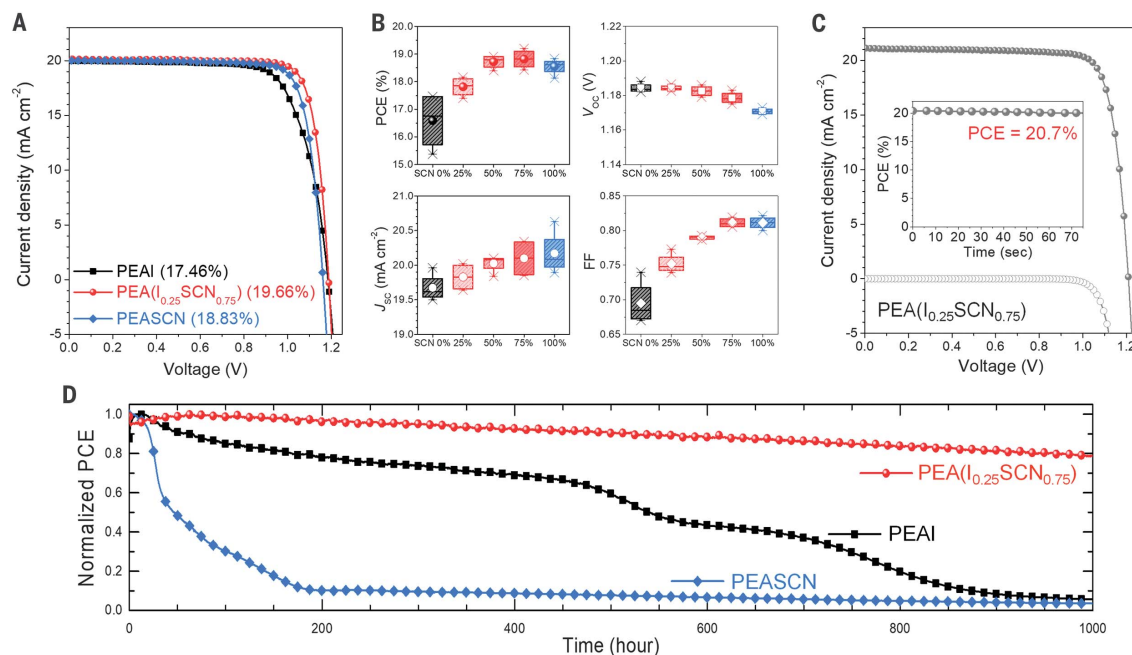 A
Current density (mA cm⁻²)
20
15
10
5
0
-5
PEAI (17.46%)
PEA(I₀.₂₅SCN₀.₇₅) (19.66%)
PEASCN (18.83%)
0.0 0.2 0.4 0.6 0.8 1.0 1.2
Voltage (V)
B
PCE (%)
20.0
19.0
18.0
17.0
16.0
15.0
SCN 0% 25% 50% 75% 100%
V_OC (V)
1.22
1.20
1.18
1.16
1.14
SCN 0% 25% 50% 75% 100%
J_SC (mA cm⁻²)
21.0
20.5
20.0
19.5
19.0
SCN 0% 25% 50% 75% 100%
FF
0.85
0.80
0.75
0.70
0.65
SCN 0% 25% 50% 75% 100%
C
Current density (mA cm⁻²)
20
15
10
5
0
-5
PCE (%)
20
15
10
5
0
PCE = 20.7%
0 10 20 30 40 50 60 70
Time (sec)
PEA(I₀.₂₅SCN₀.₇₅)
0.0 0.2 0.4 0.6 0.8 1.0 1.2
Voltage (V)
D
Normalized PCE
1.0
0.8
0.6
0.4
0.2
0.0
PEA(I₀.₂₅SCN₀.₇₅)
PEAI
PEASCN
0 200 400 600 800 1000
Time (hour)